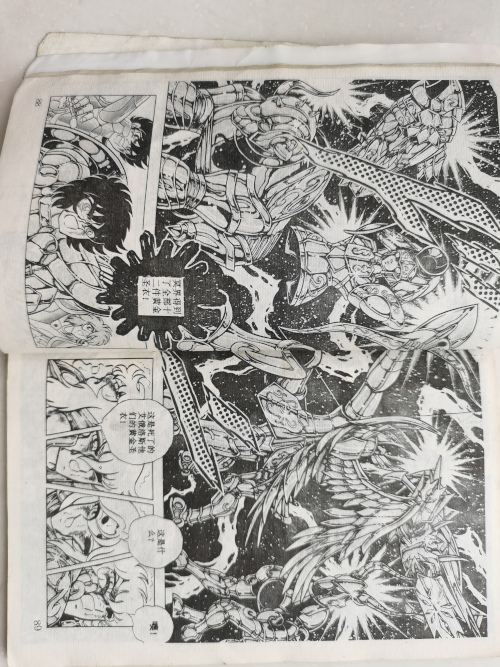 冥界得到
了全部十
二件黄金
圣衣！
88
这是死了的
艾俄洛斯他
们的黄金圣
衣！
这是什
么？
噢！
89